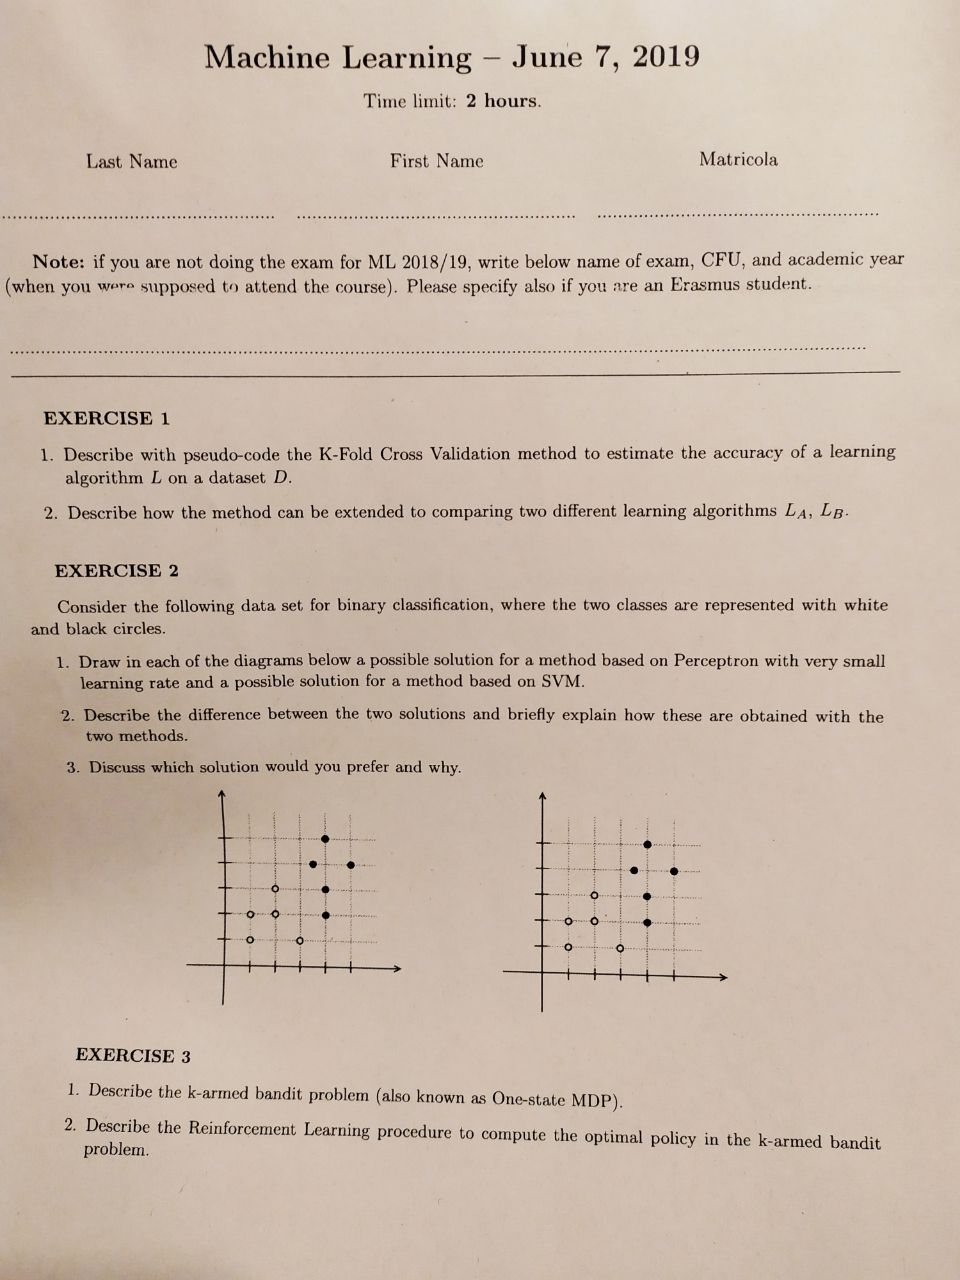 Machine Learning – June 7, 2019
Time limit: 2 hours.
Last Name First Name Matricola
Note: if you are not doing the exam for ML 2018/19, write below name of exam, CFU, and academic year
(when you were supposed to attend the course). Please specify also if you are an Erasmus student.
EXERCISE 1
1. Describe with pseudo-code the K-Fold Cross Validation method to estimate the accuracy of a learning
algorithm L on a dataset D.
2. Describe how the method can be extended to comparing two different learning algorithms L_A, L_B.
EXERCISE 2
Consider the following data set for binary classification, where the two classes are represented with white
and black circles.
1. Draw in each of the diagrams below a possible solution for a method based on Perceptron with very small
learning rate and a possible solution for a method based on SVM.
2. Describe the difference between the two solutions and briefly explain how these are obtained with the
two methods.
3. Discuss which solution would you prefer and why.
EXERCISE 3
1. Describe the k-armed bandit problem (also known as One-state MDP).
2. Describe the Reinforcement Learning procedure to compute the optimal policy in the k-armed bandit
problem.